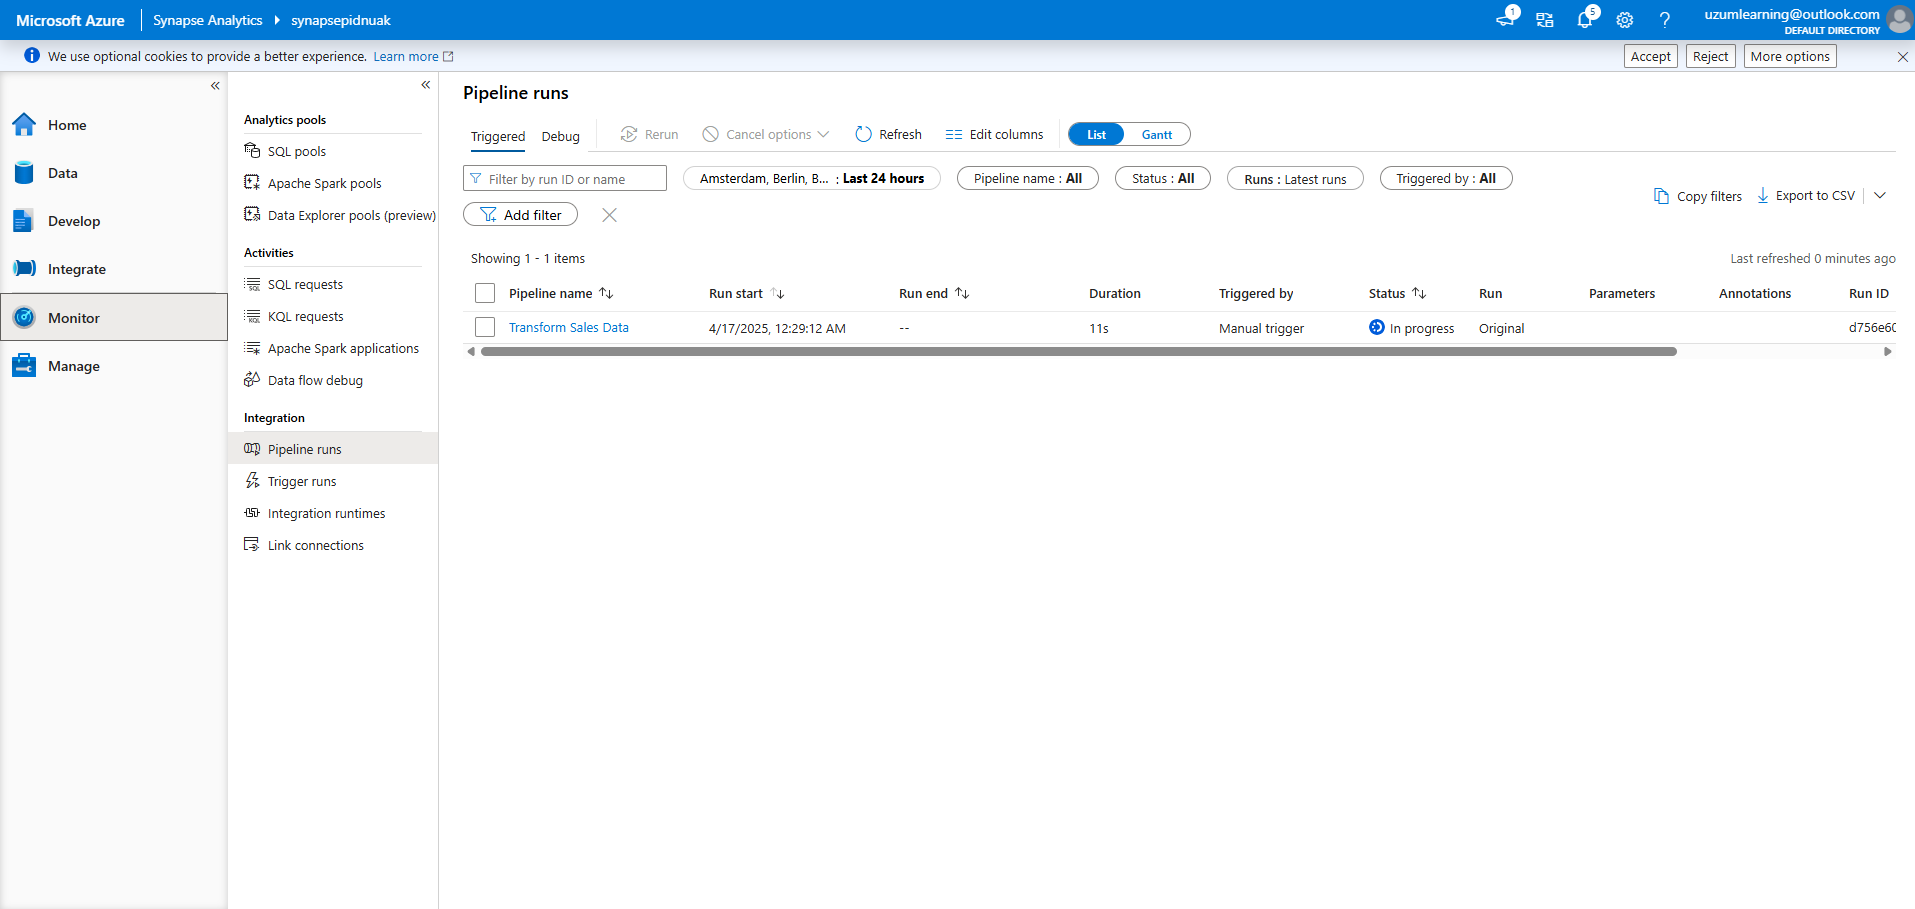 Microsoft Azure
Synapse Analytics
synapsepidnuak
1
5
uzumlearning@outlook.com
DEFAULT DIRECTORY
We use optional cookies to provide a better experience. Learn more
Accept
Reject
More options
Home
Data
Develop
Integrate
Monitor
Manage
Analytics pools
SQL pools
Apache Spark pools
Data Explorer pools (preview)
Activities
SQL requests
KQL requests
Apache Spark applications
Data flow debug
Integration
Pipeline runs
Trigger runs
Integration runtimes
Link connections
Pipeline runs
Triggered
Debug
Rerun
Cancel options
Refresh
Edit columns
List
Gantt
Filter by run ID or name
Amsterdam, Berlin, B... : Last 24 hours
Pipeline name : All
Status : All
Runs : Latest runs
Triggered by : All
Add filter
Copy filters
Export to CSV
Showing 1 - 1 items
Last refreshed 0 minutes ago
Pipeline name Run start Run end Duration Triggered by Status Run Parameters Annotations Run ID
Transform Sales Data 4/17/2025, 12:29:12 AM -- 11s Manual trigger In progress Original d756e60